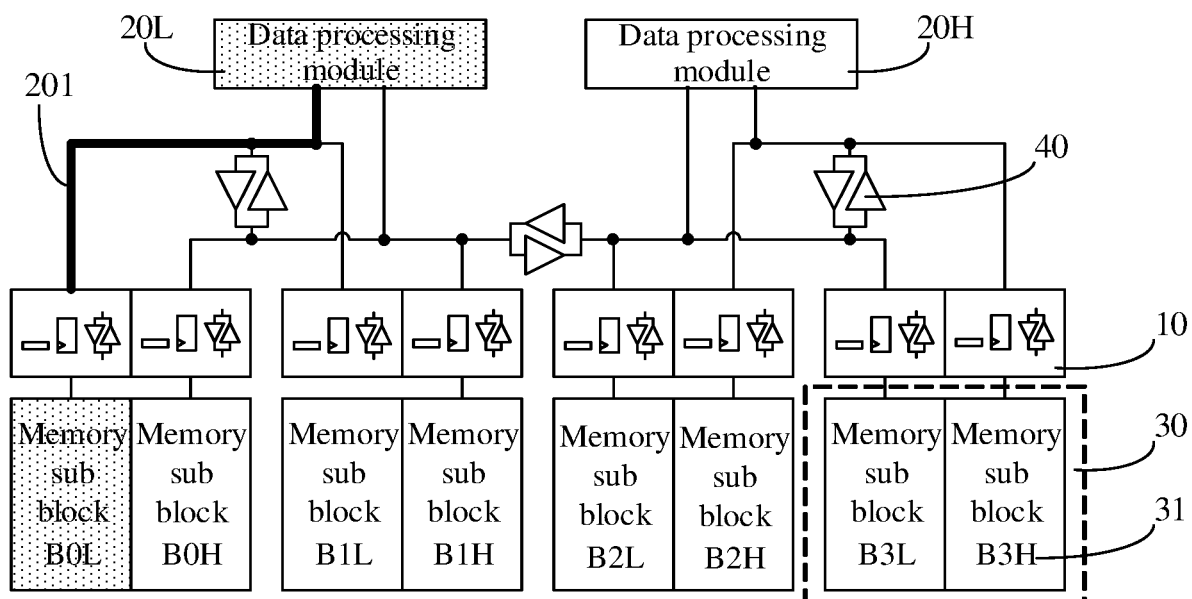 20L
Data processing
module
Data processing
module
20H
201
40
10
Memory
sub
block
B0L
Memory
sub
block
B0H
Memory
sub
block
B1L
Memory
sub
block
B1H
Memory
sub
block
B2L
Memory
sub
block
B2H
Memory
sub
block
B3L
Memory
sub
block
B3H
30
31